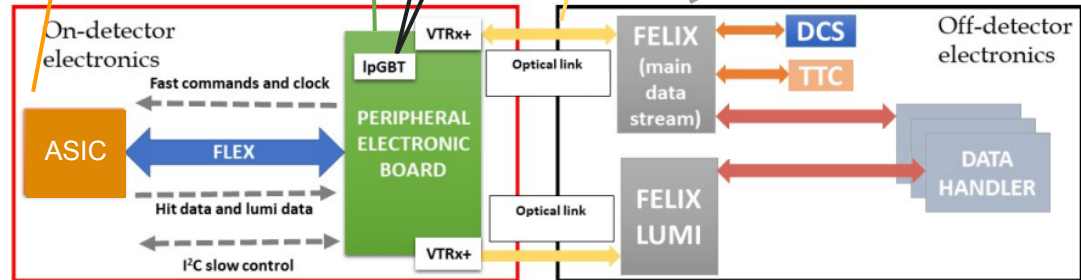 On-detector
electronics
Fast commands and clock
ASIC
FLEX
Hit data and lumi data
I²C slow control
VTRx+
lpGBT
PERIPHERAL
ELECTRONIC
BOARD
VTRx+
Optical link
Optical link
FELIX
(main
data
stream)
FELIX
LUMI
DCS
TTC
Off-detector
electronics
DATA
HANDLER